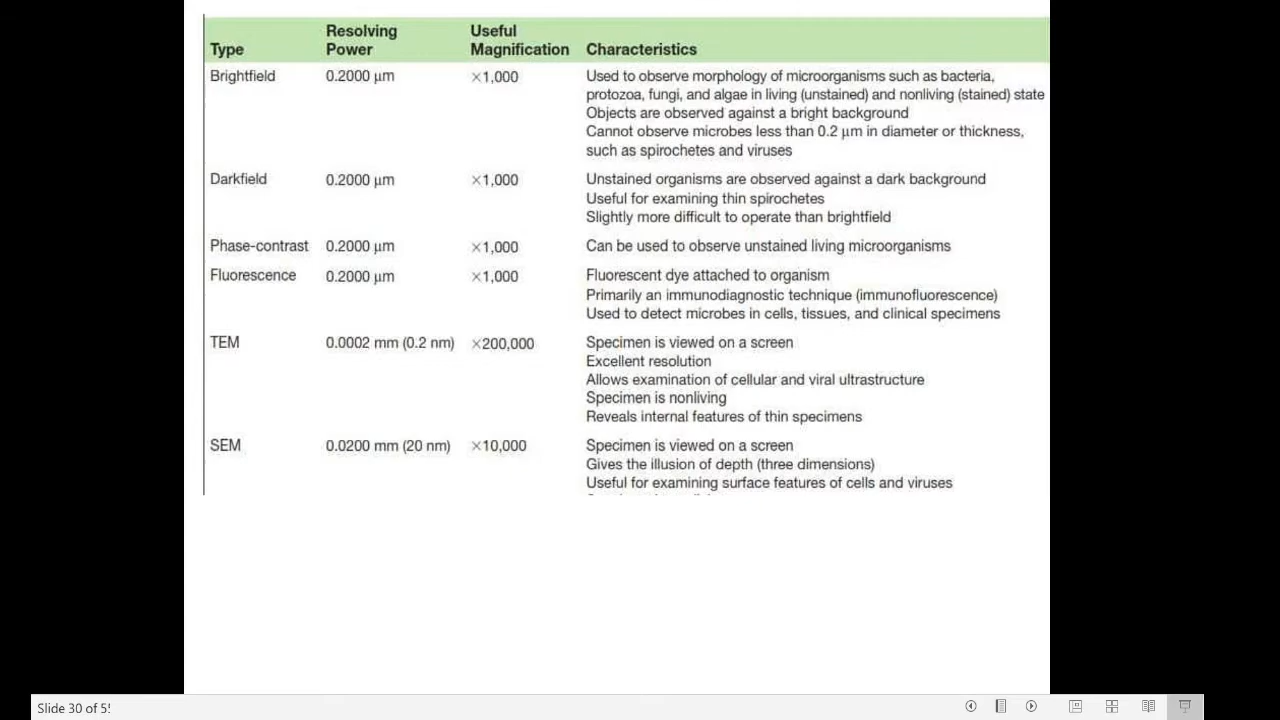 Type Resolving Power Useful Magnification Characteristics
Brightfield 0.2000 μm ×1,000 Used to observe morphology of microorganisms such as bacteria,
protozoa, fungi, and algae in living (unstained) and nonliving (stained) state
Objects are observed against a bright background
Cannot observe microbes less than 0.2 μm in diameter or thickness,
such as spirochetes and viruses
Darkfield 0.2000 μm ×1,000 Unstained organisms are observed against a dark background
Useful for examining thin spirochetes
Slightly more difficult to operate than brightfield
Phase-contrast 0.2000 μm ×1,000 Can be used to observe unstained living microorganisms
Fluorescence 0.2000 μm ×1,000 Fluorescent dye attached to organism
Primarily an immunodiagnostic technique (immunofluorescence)
Used to detect microbes in cells, tissues, and clinical specimens
TEM 0.0002 mm (0.2 nm) ×200,000 Specimen is viewed on a screen
Excellent resolution
Allows examination of cellular and viral ultrastructure
Specimen is nonliving
Reveals internal features of thin specimens
SEM 0.0200 mm (20 nm) ×10,000 Specimen is viewed on a screen
Gives the illusion of depth (three dimensions)
Useful for examining surface features of cells and viruses
Slide 30 of 5